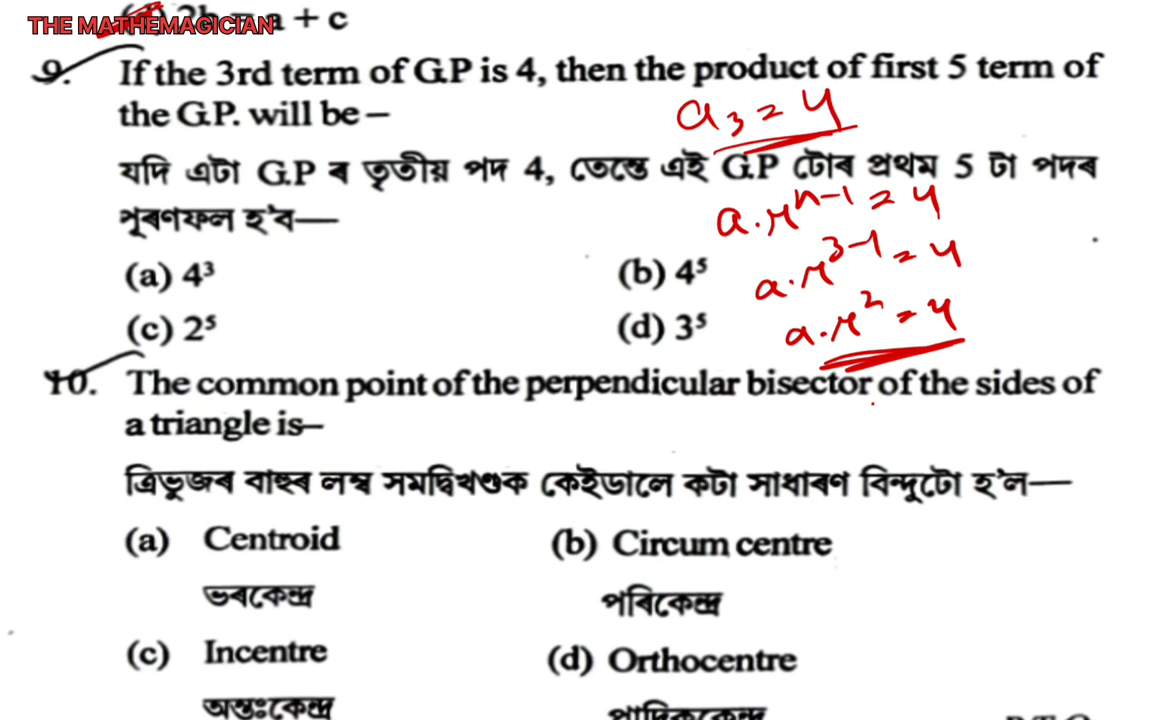 THE MATHEMAGICIAN
2b = a + c
9. If the 3rd term of G.P is 4, then the product of first 5 term of
the G.P. will be –
a₃ = 4
যদি এটা G.P ৰ তৃতীয় পদ 4, তেন্তে এই G.P টোৰ প্ৰথম 5 টা পদৰ
পূৰণফল হ'ব—
a.r^(n-1) = 4
(a) 4³ (b) 4⁵
a.r^(3-1) = 4
(c) 2⁵ (d) 3⁵
a.r² = 4
10. The common point of the perpendicular bisector of the sides of
a triangle is–
ত্ৰিভুজৰ বাহুৰ লম্ব সমদ্বিখণ্ডক কেইডালে কটা সাধাৰণ বিন্দুটো হ'ল—
(a) Centroid (b) Circum centre
ভৰকেন্দ্ৰ পৰিকেন্দ্ৰ
(c) Incentre (d) Orthocentre
অন্তঃকেন্দ্ৰ পাদিককেন্দ্ৰ